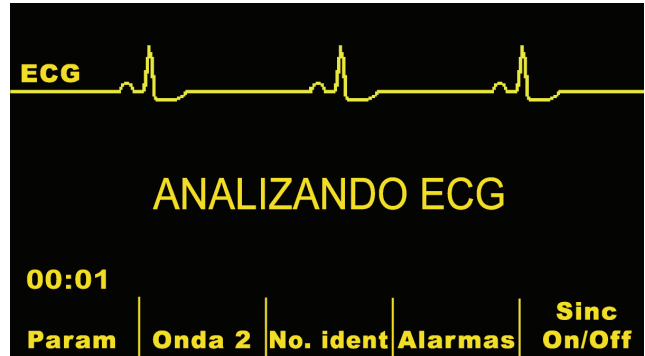 ECG
ANALIZANDO ECG
00:01
Param
Onda 2
No. ident
Alarmas
Sinc
On/Off